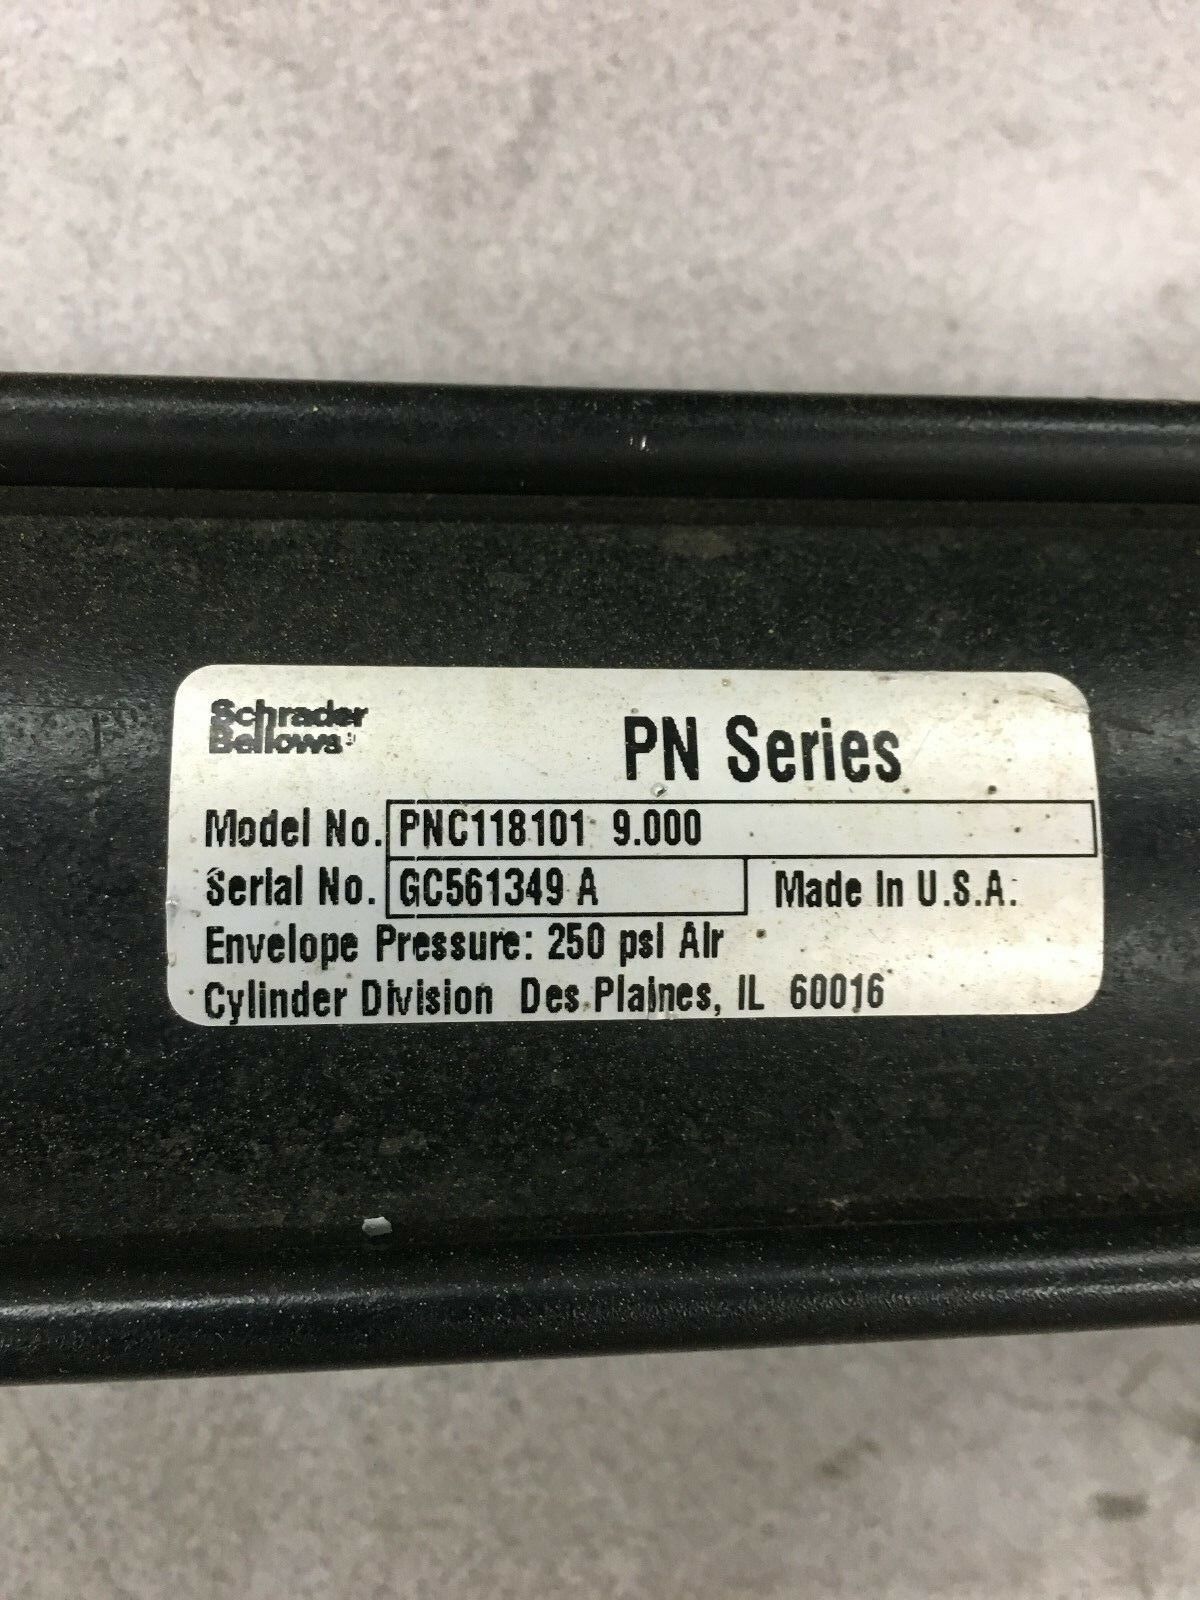 Schrader
Bellows
PN Series
Model No. PNC118101 9.000
Serial No. GC561349 A Made In U.S.A.
Envelope Pressure: 250 psi Air
Cylinder Division Des Plaines, IL 60016